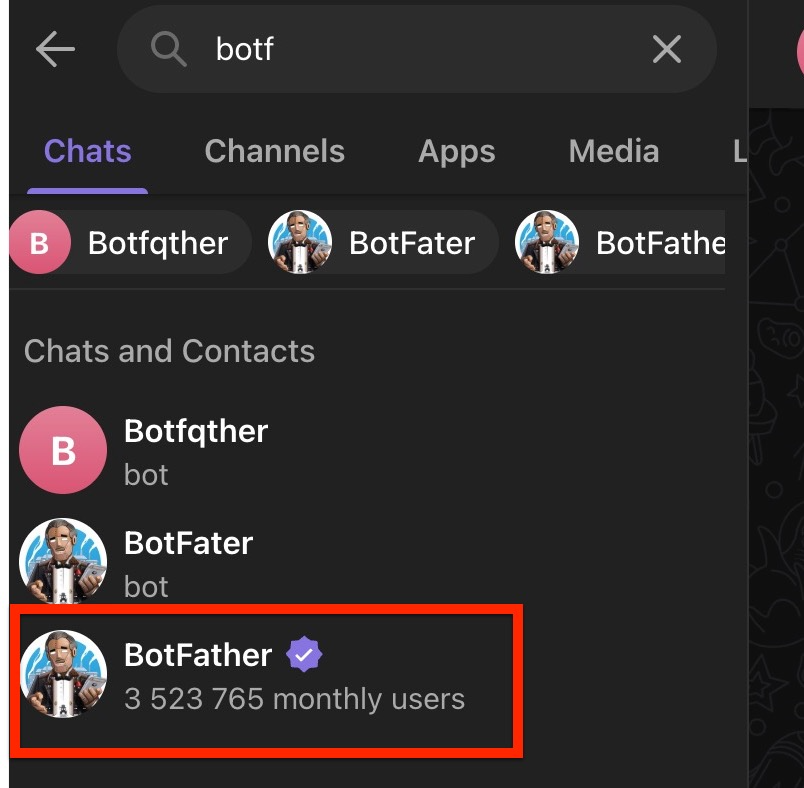 botf
Chats Channels Apps Media L
B Botfqther BotFater BotFathe
Chats and Contacts
B
Botfqther
bot
BotFater
bot
BotFather
3 523 765 monthly users